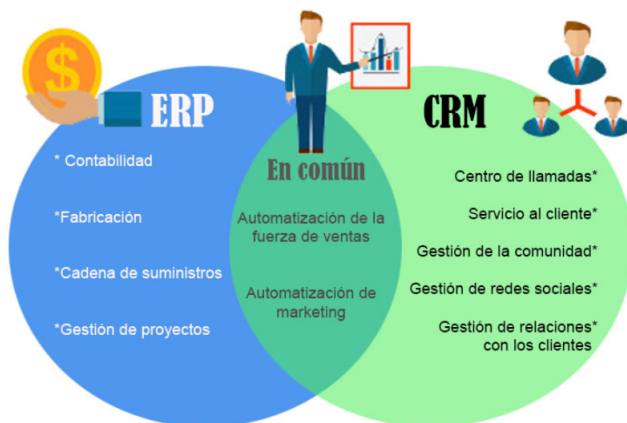 ERP
* Contabilidad
*Fabricación
*Cadena de suministros
*Gestión de proyectos
En común
Automatización de la
fuerza de ventas
Automatización de
marketing
CRM
Centro de llamadas*
Servicio al cliente*
Gestión de la comunidad*
Gestión de redes sociales*
Gestión de relaciones*
con los clientes